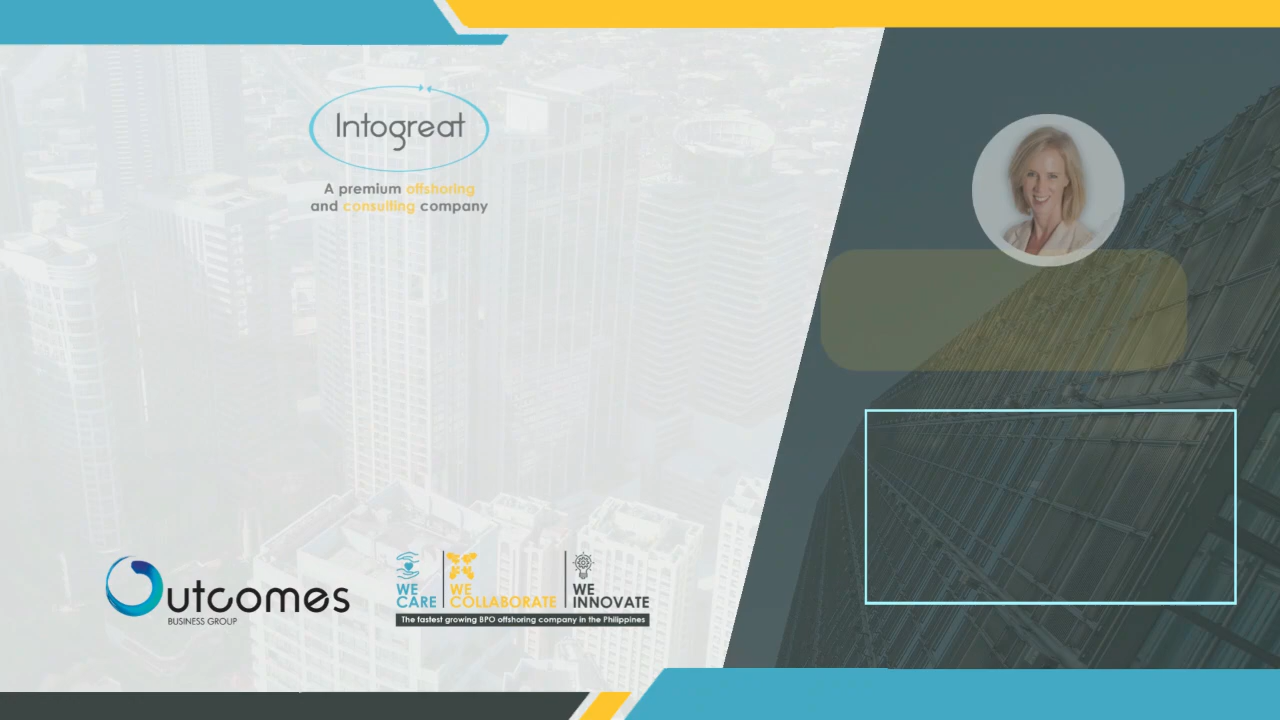 Intogreat
A premium offshoring
and consulting company
Outcomes
BUSINESS GROUP
WE
CARE
WE
COLLABORATE
WE
INNOVATE
The fastest growing BPO offshoring company in the Philippines